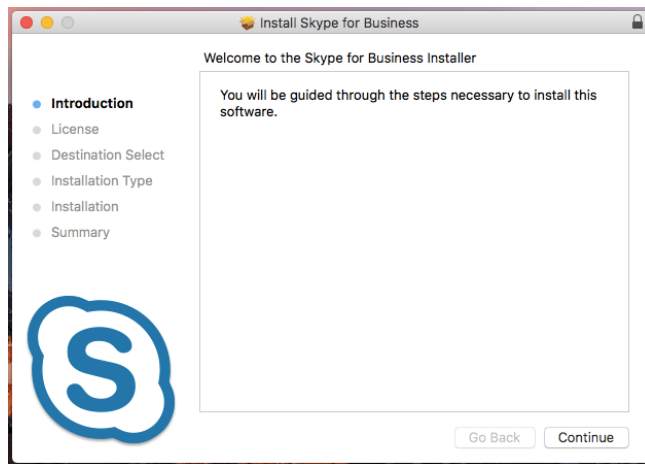 Install Skype for Business
Welcome to the Skype for Business Installer
Introduction
License
Destination Select
Installation Type
Installation
Summary
You will be guided through the steps necessary to install this
software.
S
Go Back
Continue